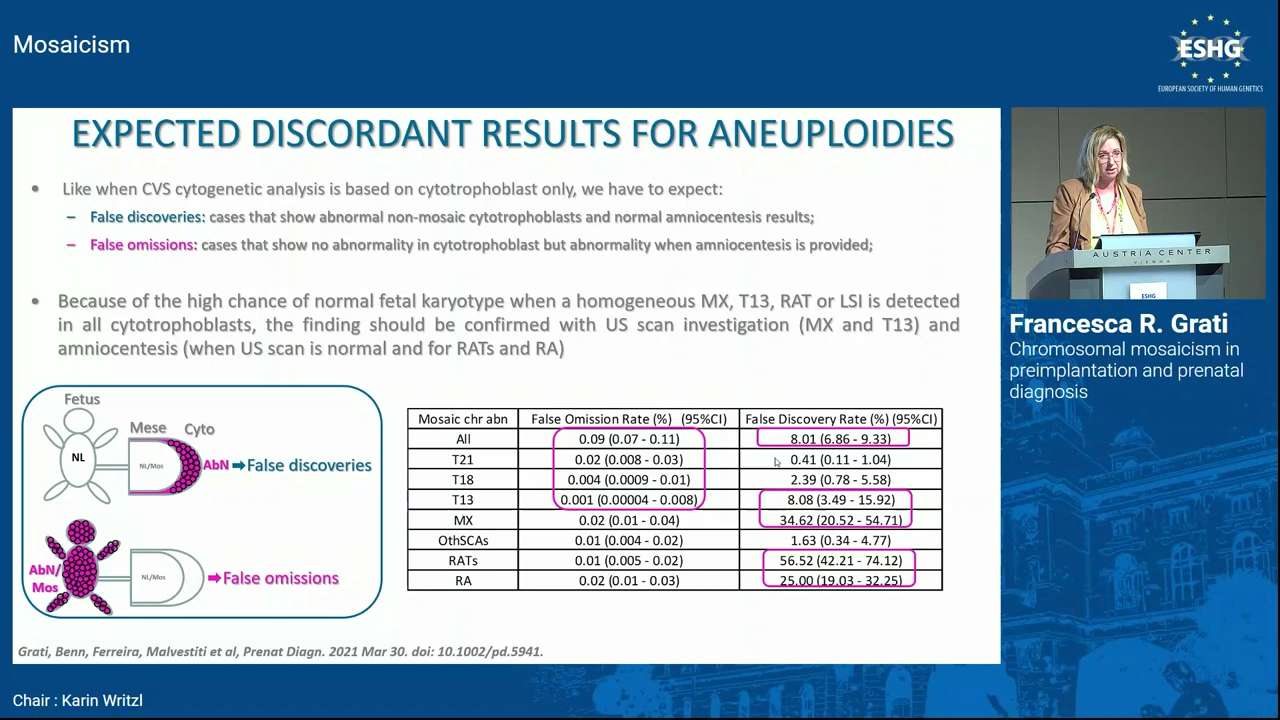 Mosaicism
ESHG
EUROPEAN SOCIETY OF HUMAN GENETICS
EXPECTED DISCORDANT RESULTS FOR ANEUPLOIDIES
• Like when CVS cytogenetic analysis is based on cytotrophoblast only, we have to expect:
– False discoveries: cases that show abnormal non-mosaic cytotrophoblasts and normal amniocentesis results;
– False omissions: cases that show no abnormality in cytotrophoblast but abnormality when amniocentesis is provided;
• Because of the high chance of normal fetal karyotype when a homogeneous MX, T13, RAT or LSI is detected
in all cytotrophoblasts, the finding should be confirmed with US scan investigation (MX and T13) and
amniocentesis (when US scan is normal and for RATs and RA)
Fetus
Mese Cyto
NL
NL/Mos
AbN
False discoveries
AbN/
Mos
NL/Mos
False omissions
Mosaic chr abn False Omission Rate (%) (95%CI) False Discovery Rate (%) (95%CI)
All 0.09 (0.07 - 0.11) 8.01 (6.86 - 9.33)
T21 0.02 (0.008 - 0.03) 0.41 (0.11 - 1.04)
T18 0.004 (0.0009 - 0.01) 2.39 (0.78 - 5.58)
T13 0.001 (0.00004 - 0.008) 8.08 (3.49 - 15.92)
MX 0.02 (0.01 - 0.04) 34.62 (20.52 - 54.71)
OthSCAs 0.01 (0.004 - 0.02) 1.63 (0.34 - 4.77)
RATs 0.01 (0.005 - 0.02) 56.52 (42.21 - 74.12)
RA 0.02 (0.01 - 0.03) 25.00 (19.03 - 32.25)
Grati, Benn, Ferreira, Malvestiti et al, Prenat Diagn. 2021 Mar 30. doi: 10.1002/pd.5941.
AUSTRIA CENTER
VIENNA
ESHG
Francesca R. Grati
Chromosomal mosaicism in
preimplantation and prenatal
diagnosis
Chair : Karin Writzl